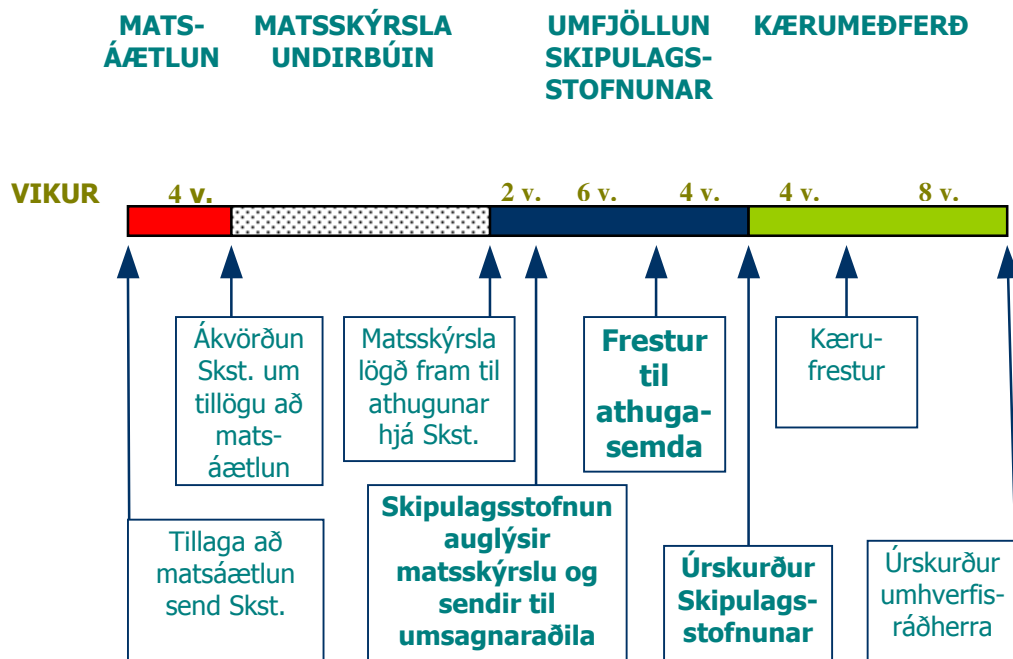 MATS-
ÁÆTLUN
MATSSKÝRSLA
UNDIRBÚIN
UMFJÖLLUN
SKIPULAGS-
STOFNUNAR
KÆRUMEÐFERÐ
VIKUR
4 v.
2 v.
6 v.
4 v.
4 v.
8 v.
Ákvörðun
Skst. um
tillögu að
mats-
áætlun
Matsskýrsla
lögð fram til
athugunar
hjá Skst.
Frestur
til
athuga-
semda
Kæru-
frestur
Tillaga að
matsáætlun
send Skst.
Skipulagsstofnun
auglýsir
matsskýrslu og
sendir til
umsagnaraðila
Úrskurður
Skipulags-
stofnunar
Úrskurður
umhverfis-
ráðherra